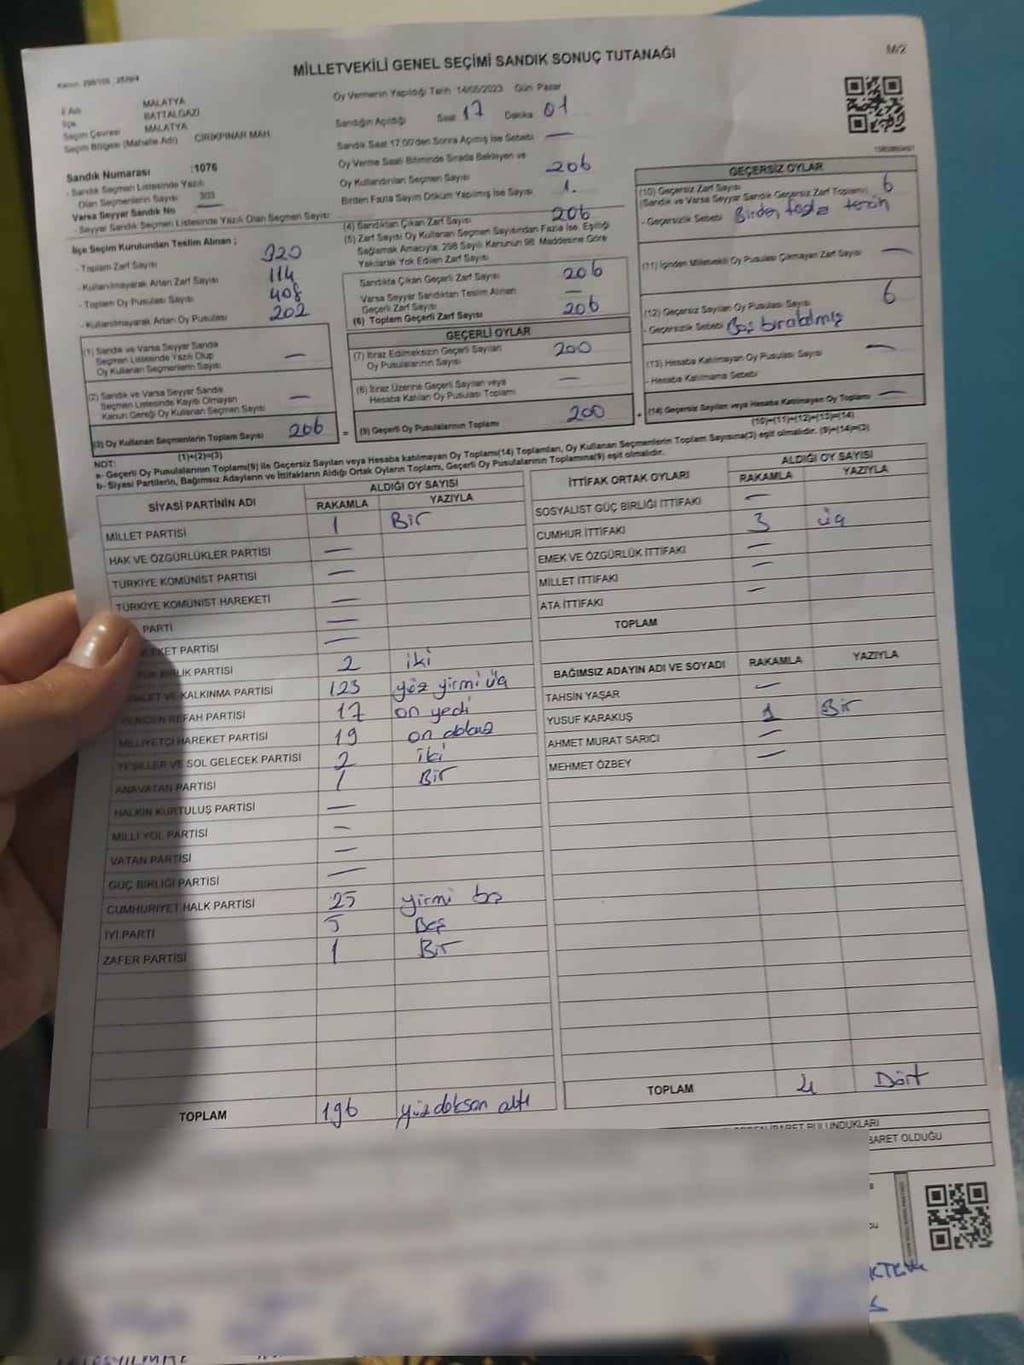 M/2
MİLLETVEKİLİ GENEL SEÇİMİ SANDIK SONUÇ TUTANAĞI
İl Adı MALATYA
İlçe BATTALGAZİ
Seçim Çevresi MALATYA
Seçim Bölgesi (Mahalle Adı) CIRIKPINAR MAH
Oy Vermenin Yapıldığı Tarih 14/05/2023 Gün Pazar
Sandığın Açıldığı Saat 17 Dakika 01
Sandık Saat 17.00'den Sonra Açılmış İse Sebebi —
Oy Verme Saati Bitiminde Sırada Bekleyen ve
Oy Kullandırılan Seçmen Sayısı 206
Birden Fazla Sayım Döküm Yapılmış İse Sayısı 1.
Sandık Numarası :1076
- Sandık Seçmen Listesinde Yazılı
Olan Seçmenlerin Sayısı 303
Varsa Seyyar Sandık No —
- Seyyar Sandık Seçmen Listesinde Yazılı Olan Seçmen Sayısı
İlçe Seçim Kurulundan Teslim Alınan ;
- Toplam Zarf Sayısı 320
- Kullanılmayarak Artan Zarf Sayısı 114
- Toplam Oy Pusulası Sayısı 408
- Kullanılmayarak Artan Oy Pusulası 202
(1) Sandık ve Varsa Seyyar Sandık
Seçmen Listesinde Yazılı Olup
Oy Kullanan Seçmenlerin Sayısı —
(2) Sandık ve Varsa Seyyar Sandık
Seçmen Listesinde Kayıtlı Olmayan
Kanun Gereği Oy Kullanan Seçmen Sayısı —
(3) Oy Kullanan Seçmenlerin Toplam Sayısı 206
(1)+(2)=(3)
(4) Sandıktan Çıkan Zarf Sayısı 206
(5) Zarf Sayısı Oy Kullanan Seçmen Sayısından Fazla İse, Eşitliği
Sağlamak Amacıyla, 298 Sayılı Kanunun 98. Maddesine Göre
Yakılarak Yok Edilen Zarf Sayısı
Sandıkta Çıkan Geçerli Zarf Sayısı 206
Varsa Seyyar Sandıktan Teslim Alınan
Geçerli Zarf Sayısı —
(6) Toplam Geçerli Zarf Sayısı 206
GEÇERLİ OYLAR
(7) İtiraz Edilmeksizin Geçerli Sayılan
Oy Pusulalarının Sayısı 200
(8) İtiraz Üzerine Geçerli Sayılan veya
Hesaba Katılan Oy Pusulası Toplamı —
(9) Geçerli Oy Pusulalarının Toplamı 200
GEÇERSİZ OYLAR
(10) Geçersiz Zarf Sayısı
(Sandık ve Varsa Seyyar Sandık Geçersiz Zarf Toplamı) 6
- Geçersizlik Sebebi Birden fazla tercih
(11) İçinden Milletvekili Oy Pusulası Çıkmayan Zarf Sayısı —
(12) Geçersiz Sayılan Oy Pusulası Sayısı 6
- Geçersizlik Sebebi Boş bırakılmış
(13) Hesaba Katılmayan Oy Pusulası Sayısı —
- Hesaba Katılmama Sebebi
(14) Geçersiz Sayılan veya Hesaba Katılmayan Oy Toplamı —
(10)+(11)+(12)+(13)=(14)
NOT:
a- Geçerli Oy Pusulalarının Toplamı(9) ile Geçersiz Sayılan veya Hesaba katılmayan Oy Toplamı(14) Toplamları, Oy Kullanan Seçmenlerin Toplam Sayısına(3) eşit olmalıdır. (9)+(14)=(3)
b- Siyasi Partilerin, Bağımsız Adayların ve İttifakların Aldığı Ortak Oyların Toplamı, Geçerli Oy Pusulalarının Toplamına(9) eşit olmalıdır.
SİYASİ PARTİNİN ADI ALDIĞI OY SAYISI
RAKAMLA YAZIYLA
MİLLET PARTİSİ 1 Bir
HAK VE ÖZGÜRLÜKLER PARTİSİ —
TÜRKİYE KOMÜNİST PARTİSİ —
TÜRKİYE KOMÜNİST HAREKETİ —
PARTİ —
PARTİSİ —
PARTİSİ 2 iki
VE KALKINMA PARTİSİ 123 yüz yirmi üç
YENİDEN REFAH PARTİSİ 17 on yedi
MİLLİYETÇİ HAREKET PARTİSİ 19 on dokuz
YEŞİLLER VE SOL GELECEK PARTİSİ 2 iki
ANAVATAN PARTİSİ 1 Bir
HALKIN KURTULUŞ PARTİSİ —
MİLLİ YOL PARTİSİ —
VATAN PARTİSİ —
GÜÇ BİRLİĞİ PARTİSİ —
CUMHURİYET HALK PARTİSİ 25 yirmi beş
İYİ PARTİ 5 Beş
ZAFER PARTİSİ 1 Bir
TOPLAM 196 yüz doksan altı
İTTİFAK ORTAK OYLARI ALDIĞI OY SAYISI
RAKAMLA YAZIYLA
SOSYALİST GÜÇ BİRLİĞİ İTTİFAKI —
CUMHUR İTTİFAKI 3 üç
EMEK VE ÖZGÜRLÜK İTTİFAKI —
MİLLET İTTİFAKI —
ATA İTTİFAKI —
TOPLAM
BAĞIMSIZ ADAYIN ADI VE SOYADI RAKAMLA YAZIYLA
TAHSİN YAŞAR —
YUSUF KARAKUŞ 1 Bir
AHMET MURAT SARICI —
MEHMET ÖZBEY —
TOPLAM 4 Dört
BULUNDUKLARI
BARET OLDUĞU